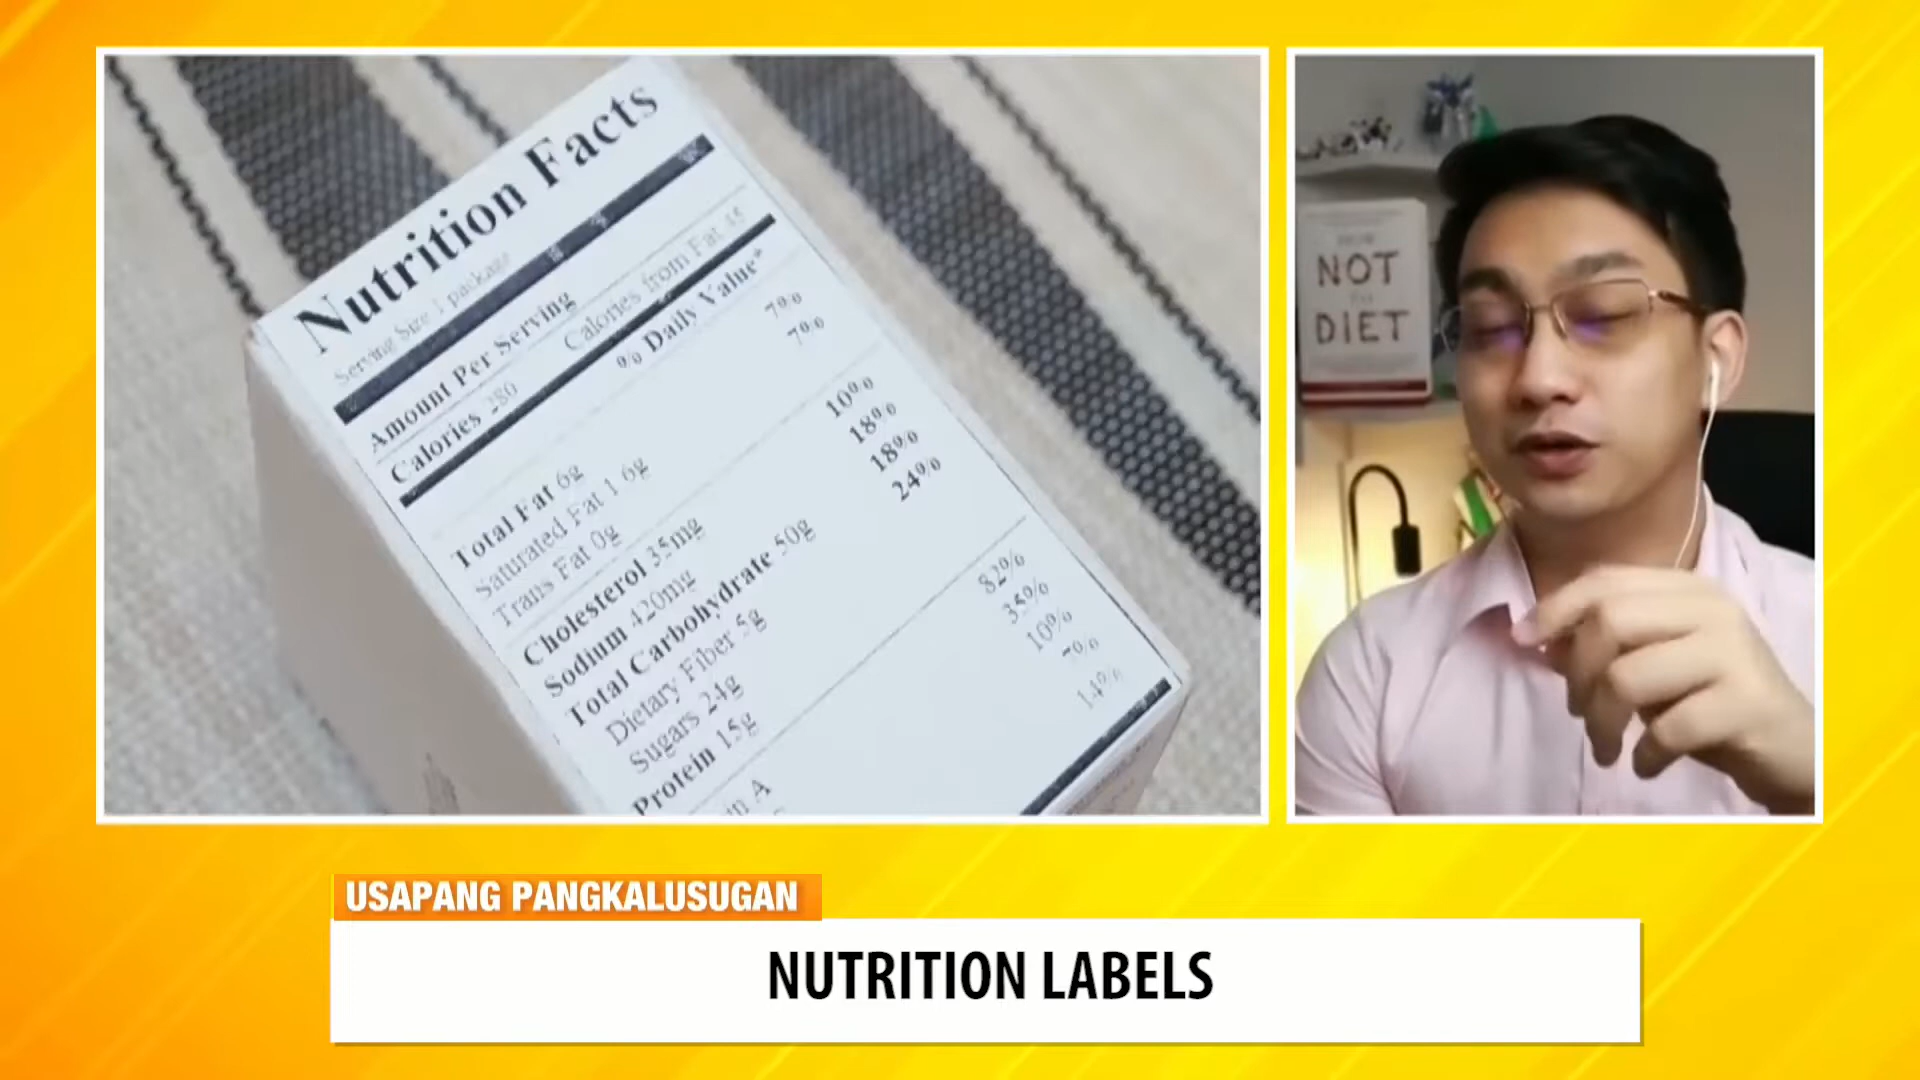 Nutrition Facts
Serving Size 1 package
Amount Per Serving
Calories 280 Calories from Fat 45
% Daily Value*
Total Fat 6g 7%
Saturated Fat 1 6g 7%
Trans Fat 0g
Cholesterol 35mg 10%
Sodium 420mg 18%
Total Carbohydrate 50g 18%
Dietary Fiber 5g 24%
Sugars 24g
Protein 15g
82%
35%
10%
14%
NOT
TO
DIET
USAPANG PANGKALUSUGAN
NUTRITION LABELS